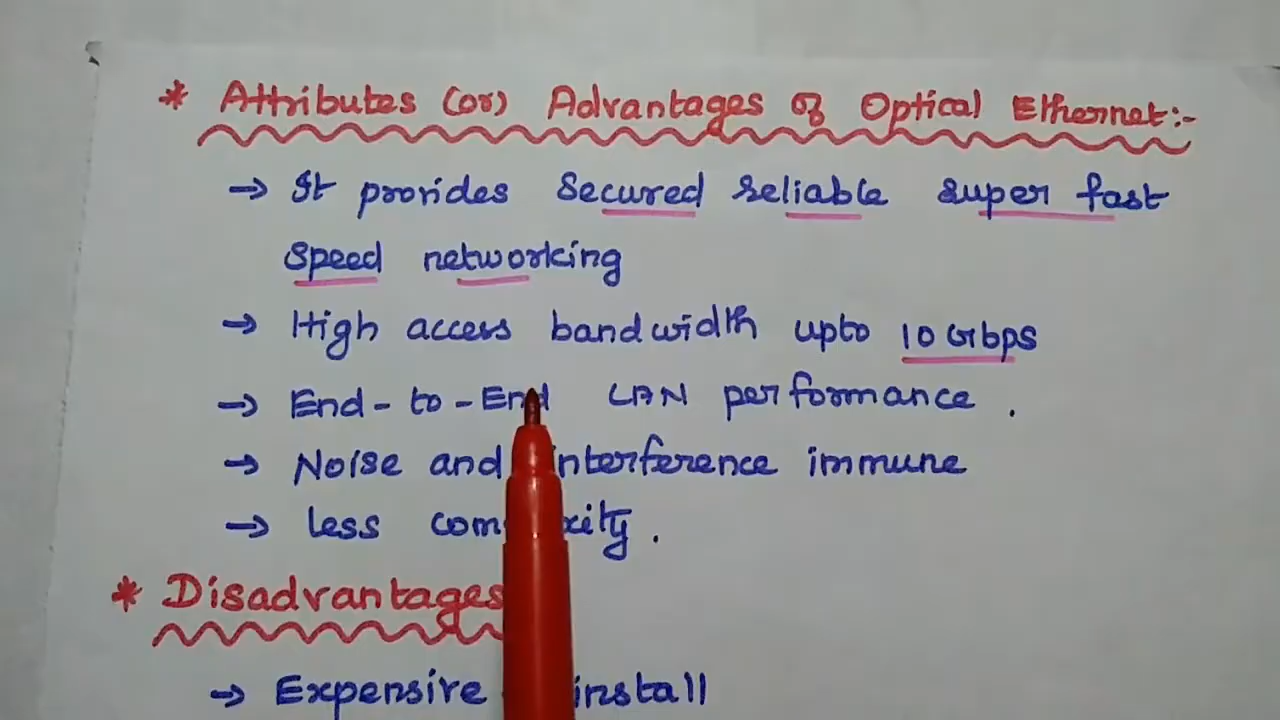 * Attributes (or) Advantages of Optical Ethernet:-
→ It provides Secured reliable super fast
Speed networking
→ High access bandwidth upto 10 Gbps
→ End-to-End LAN performance.
→ Noise and interference immune
→ less complexity.
* Disadvantages
→ Expensive install